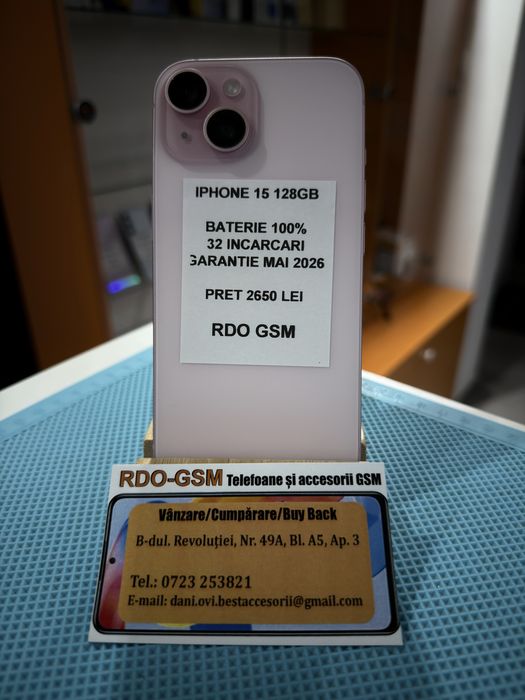 IPHONE 15 128GB
BATERIE 100%
32 INCARCARI
GARANTIE MAI 2026
PRET 2650 LEI
RDO GSM
RDO-GSM Telefoane și accesorii GSM
Vânzare/Cumpărare/Buy Back
B-dul. Revoluției, Nr. 49A, Bl. A5, Ap. 3
Tel.: 0723 253821
E-mail: dani.ovi.bestaccesorii@gmail.com